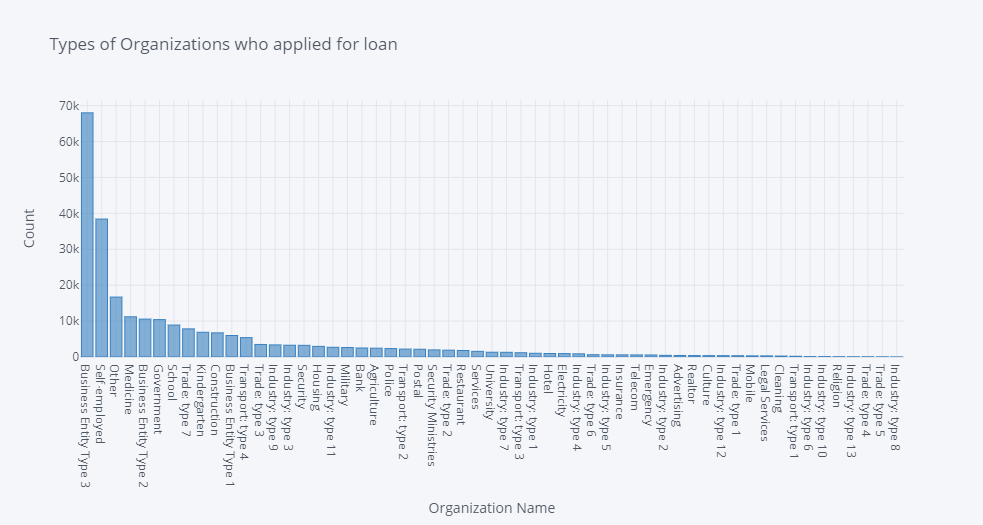 Types of Organizations who applied for loan
70k
60k
50k
40k
30k
20k
10k
0
Count
Business Entity Type 3
Self-employed
Other
Medicine
Business Entity Type 2
Government
School
Trade: type 7
Kindergarten
Construction
Business Entity Type 1
Transport: type 4
Trade: type 3
Industry: type 9
Industry: type 3
Security
Housing
Industry: type 11
Military
Bank
Agriculture
Police
Transport: type 2
Postal
Security Ministries
Trade: type 2
Restaurant
Services
University
Industry: type 7
Transport: type 3
Industry: type 1
Hotel
Electricity
Industry: type 4
Trade: type 6
Industry: type 5
Insurance
Telecom
Emergency
Industry: type 2
Advertising
Realtor
Culture
Industry: type 12
Trade: type 1
Mobile
Legal Services
Cleaning
Transport: type 1
Industry: type 6
Industry: type 10
Religion
Industry: type 13
Trade: type 4
Trade: type 5
Industry: type 8
Organization Name